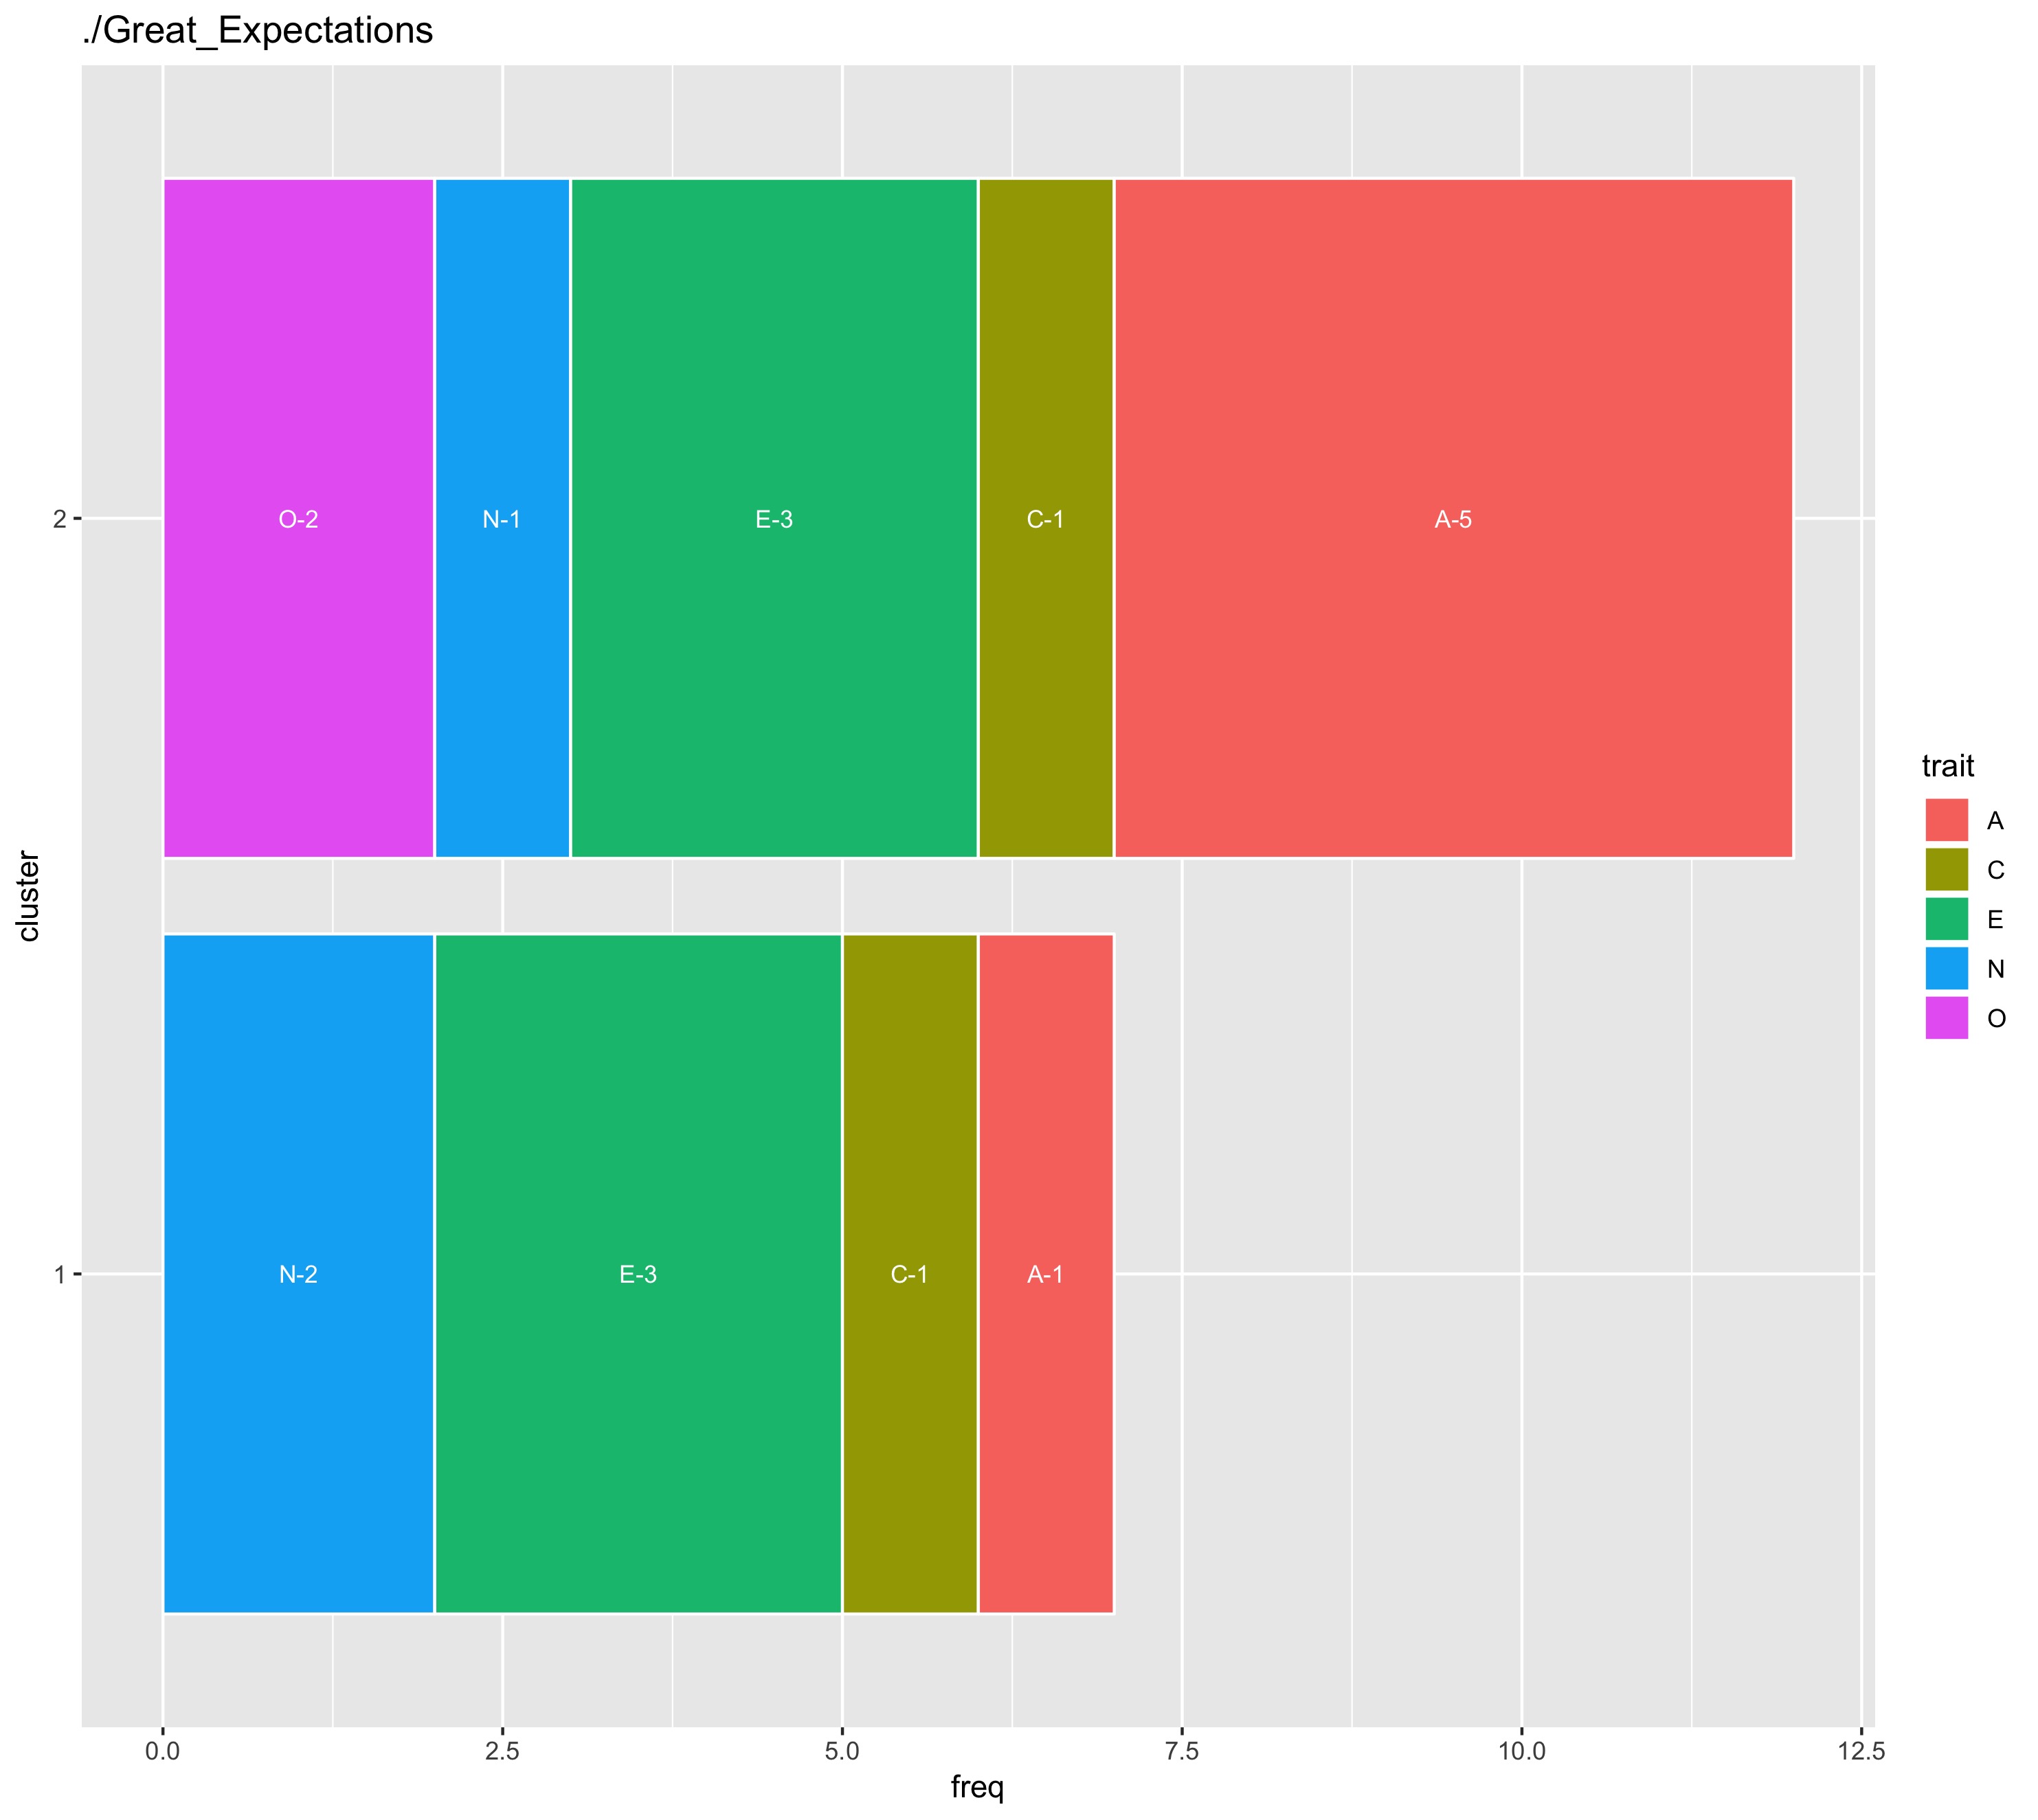 ./Great_Expectations
cluster
2
O-2 N-1 E-3 C-1 A-5
1
N-2 E-3 C-1 A-1
0.0 2.5 5.0 7.5 10.0 12.5
freq
trait
A
C
E
N
O